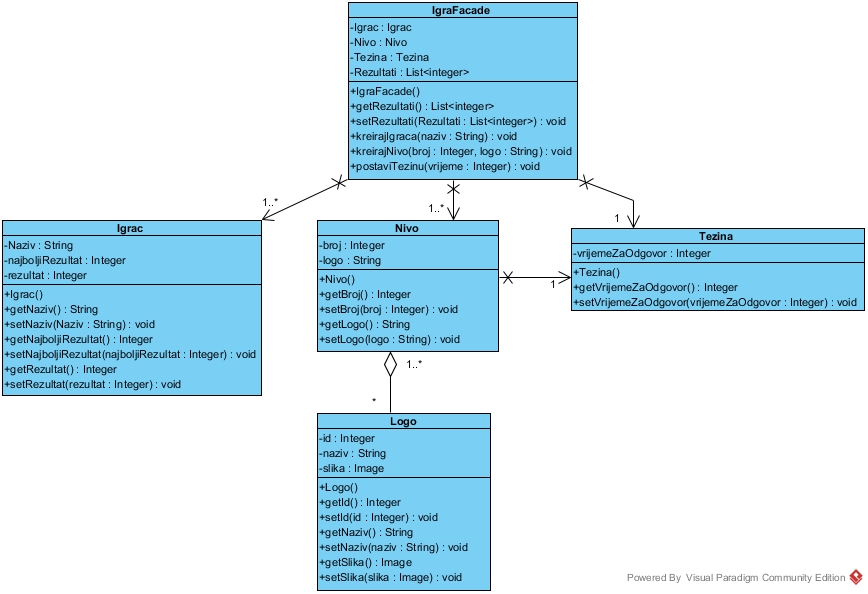 IgraFacade
-Igrac : Igrac
-Nivo : Nivo
-Tezina : Tezina
-Rezultati : List<integer>
+IgraFacade()
+getRezultati() : List<integer>
+setRezultati(Rezultati : List<integer>) : void
+kreirajIgraca(naziv : String) : void
+kreirajNivo(broj : Integer, logo : String) : void
+postaviTezinu(vrijeme : Integer) : void
1..*
1..*
1
Igrac
-Naziv : String
-najboljiRezultat : Integer
-rezultat : Integer
+Igrac()
+getNaziv() : String
+setNaziv(Naziv : String) : void
+getNajboljiRezultat() : Integer
+setNajboljiRezultat(najboljiRezultat : Integer) : void
+getRezultat() : Integer
+setRezultat(rezultat : Integer) : void
Nivo
-broj : Integer
-logo : String
+Nivo()
+getBroj() : Integer
+setBroj(broj : Integer) : void
+getLogo() : String
+setLogo(logo : String) : void
1
Tezina
-vrijemeZaOdgovor : Integer
+Tezina()
+getVrijemeZaOdgovor() : Integer
+setVrijemeZaOdgovor(vrijemeZaOdgovor : Integer) : void
1..*
*
Logo
-id : Integer
-naziv : String
-slika : Image
+Logo()
+getId() : Integer
+setId(id : Integer) : void
+getNaziv() : String
+setNaziv(naziv : String) : void
+getSlika() : Image
+setSlika(slika : Image) : void
Powered By Visual Paradigm Community Edition